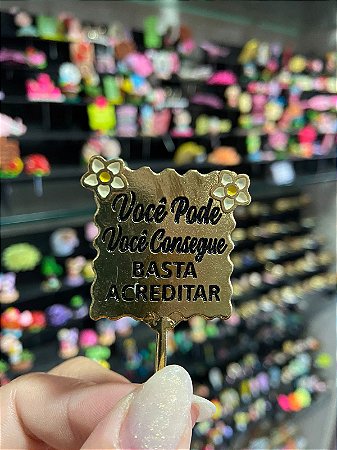 Você Pode
Você Consegue
BASTA
ACREDITAR